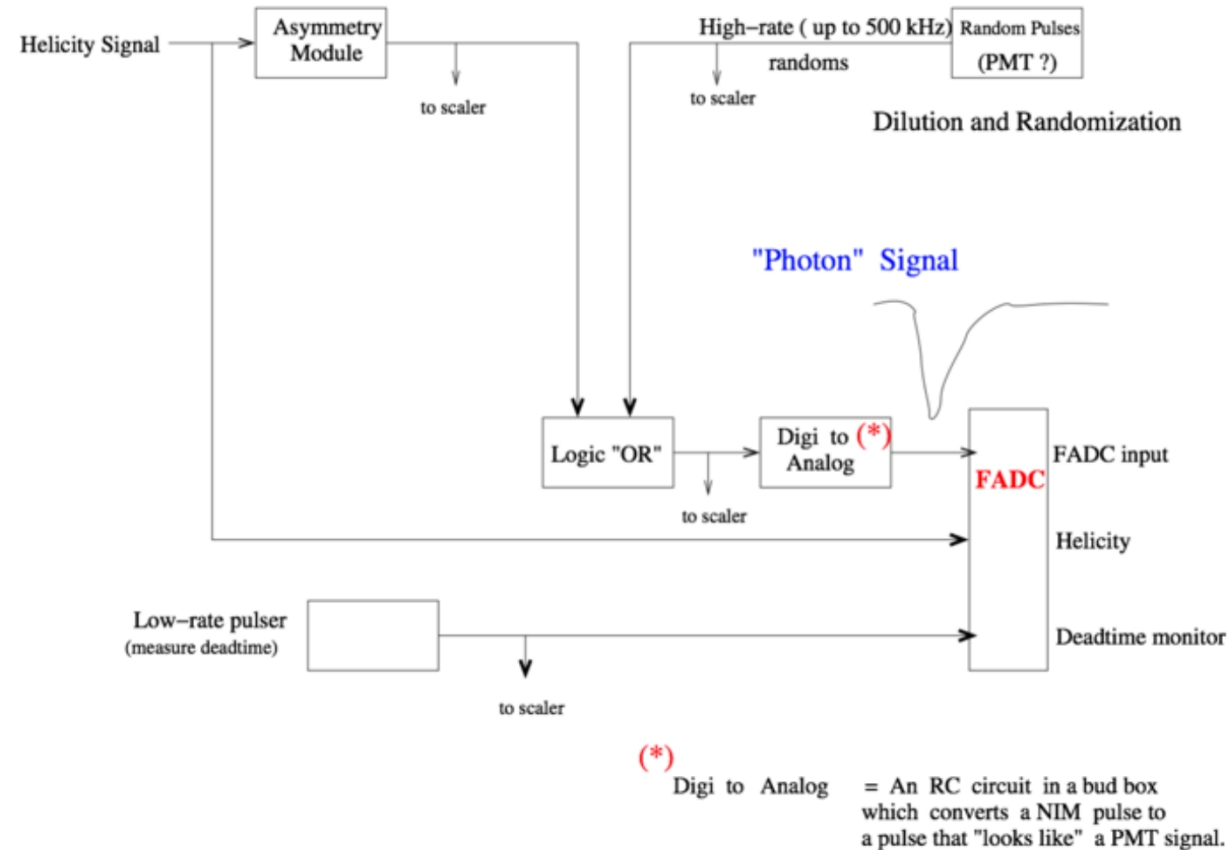 Helicity Signal
Asymmetry
Module
to scaler
High−rate ( up to 500 kHz)
randoms
to scaler
Random Pulses
(PMT ?)
Dilution and Randomization
"Photon" Signal
Logic "OR"
to scaler
Digi to (*)
Analog
FADC
FADC input
Helicity
Deadtime monitor
Low−rate pulser
(measure deadtime)
to scaler
(*)
Digi to Analog = An RC circuit in a bud box
which converts a NIM pulse to
a pulse that "looks like" a PMT signal.